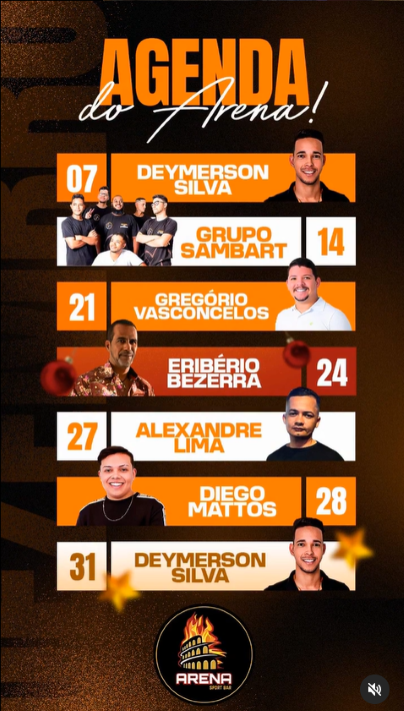 AGENDA
do Arena!
07
DEYMERSON
SILVA
GRUPO
SAMBART
14
21
GREGÓRIO
VASCONCELOS
ERIBÉRIO
BEZERRA
24
27
ALEXANDRE
LIMA
DIEGO
MATTOS
28
31
DEYMERSON
SILVA
ARENA
SPORT BAR